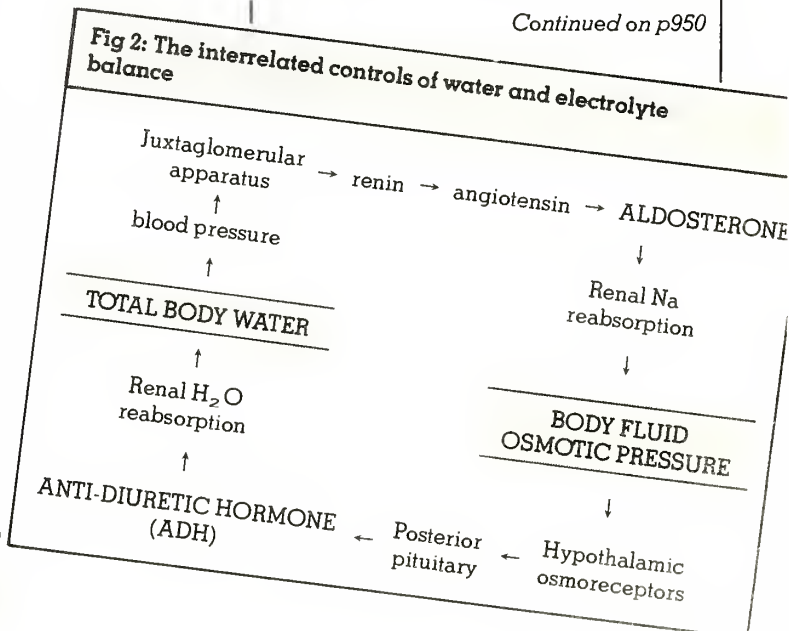 Continued on p950
Fig 2: The interrelated controls of water and electrolyte
balance
Juxtaglomerular
apparatus → renin → angiotensin → ALDOSTERONE
↑
blood pressure
↑
TOTAL BODY WATER
↑
Renal H₂O
reabsorption
↑
ANTI-DIURETIC HORMONE
(ADH)
↓
Renal Na
reabsorption
↓
BODY FLUID
OSMOTIC PRESSURE
↓
← Posterior
pituitary
← Hypothalamic
osmoreceptors